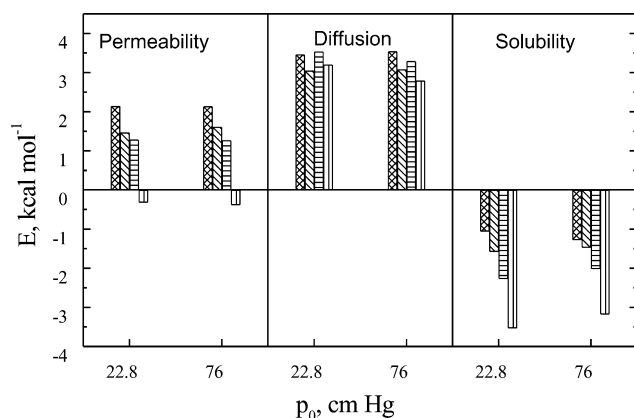 Permeability
Diffusion
Solubility
4
3
2
1
0
-1
-2
-3
-4
E, kcal mol⁻¹
22.8 76 22.8 76 22.8 76
p₀, cm Hg